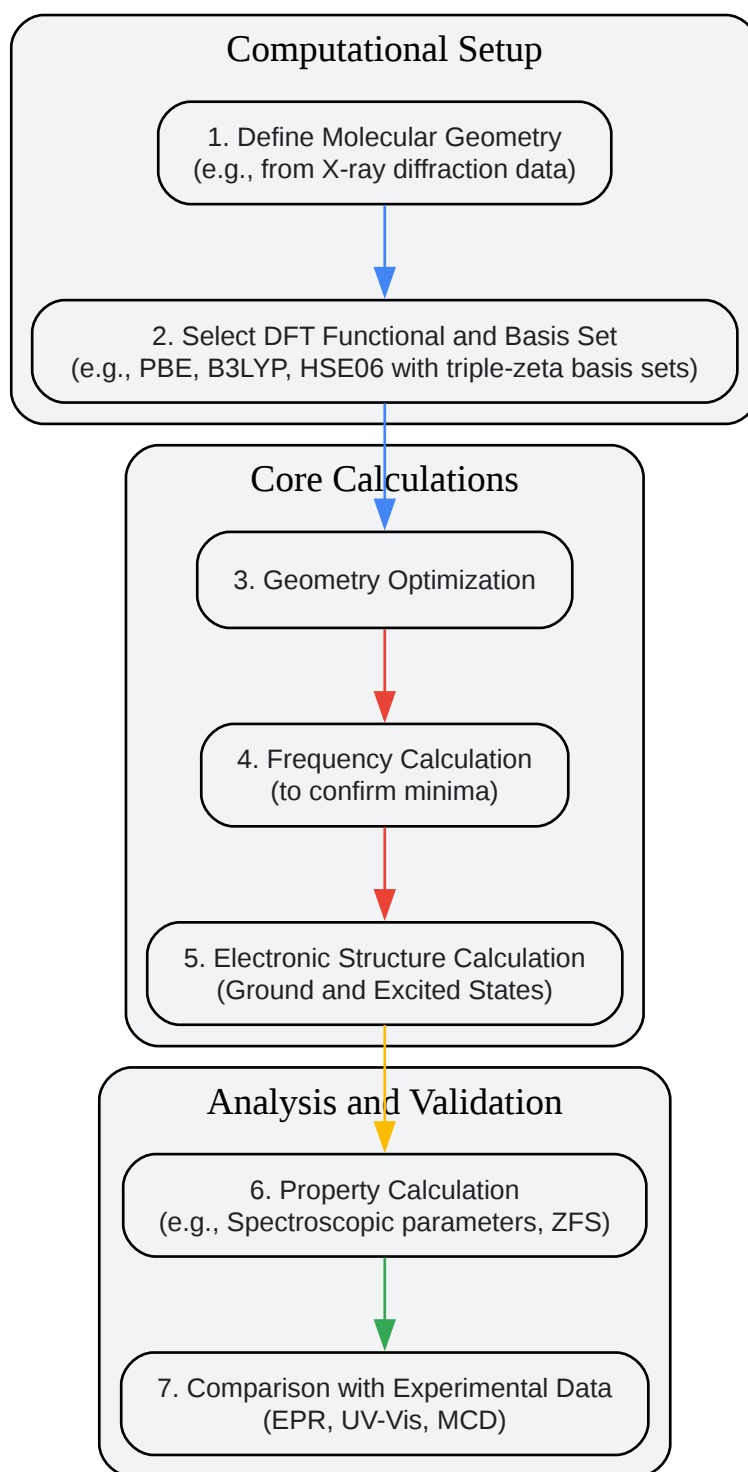 Computational Setup
1. Define Molecular Geometry
(e.g., from X-ray diffraction data)
2. Select DFT Functional and Basis Set
(e.g., PBE, B3LYP, HSE06 with triple-zeta basis sets)
Core Calculations
3. Geometry Optimization
4. Frequency Calculation
(to confirm minima)
5. Electronic Structure Calculation
(Ground and Excited States)
Analysis and Validation
6. Property Calculation
(e.g., Spectroscopic parameters, ZFS)
7. Comparison with Experimental Data
(EPR, UV-Vis, MCD)